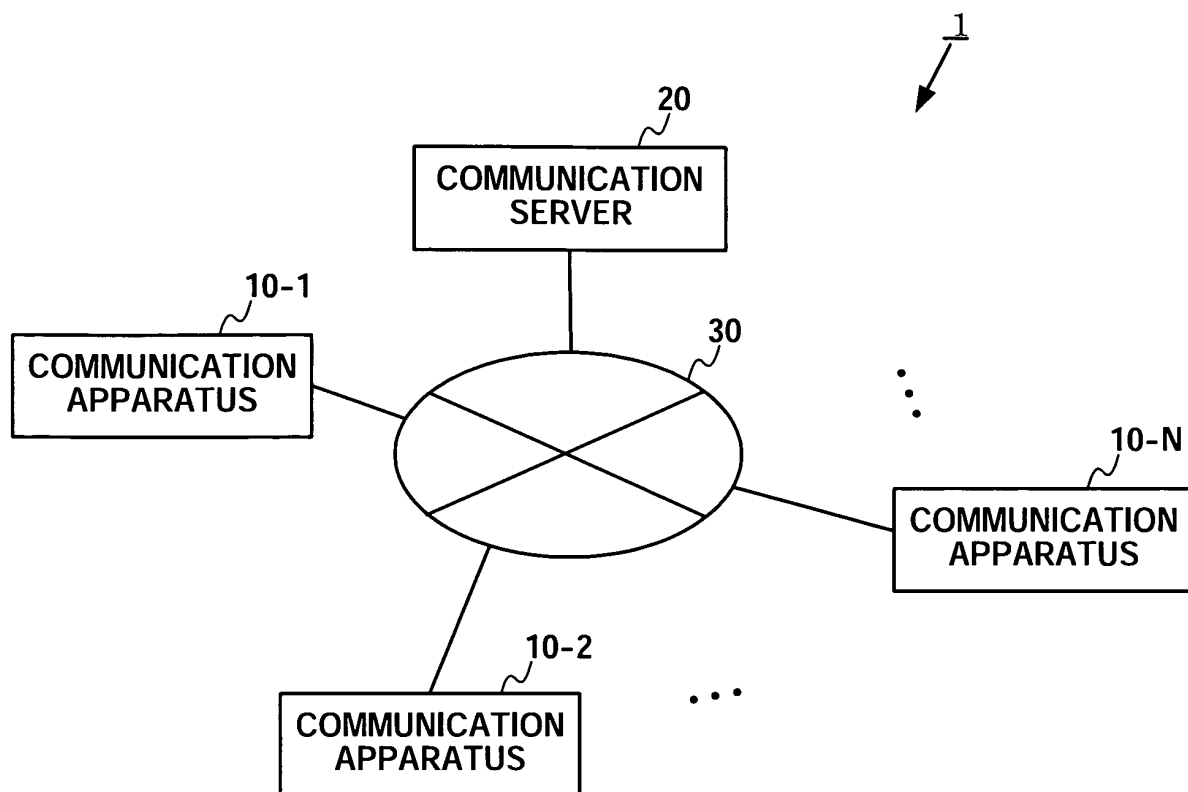 1
20
COMMUNICATION
SERVER
10-1
COMMUNICATION
APPARATUS
30
10-N
COMMUNICATION
APPARATUS
10-2
COMMUNICATION
APPARATUS